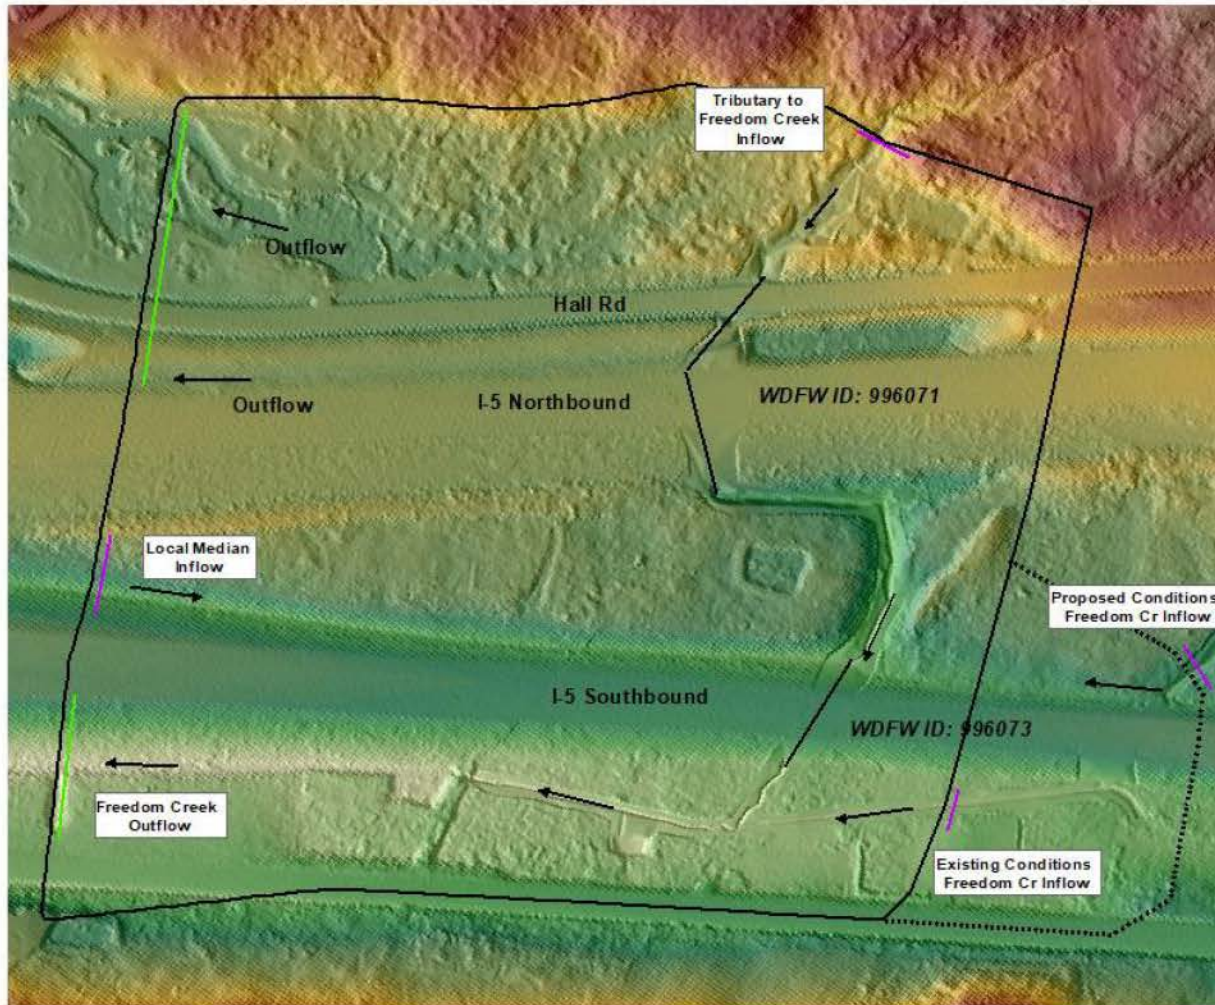 Tributary to
Freedom Creek
Inflow
Outflow
Hall Rd
Outflow
I-5 Northbound
WDFW ID: 996071
Local Median
Inflow
Proposed Conditions
Freedom Cr Inflow
I-5 Southbound
WDFW ID: 996073
Freedom Creek
Outflow
Existing Conditions
Freedom Cr Inflow